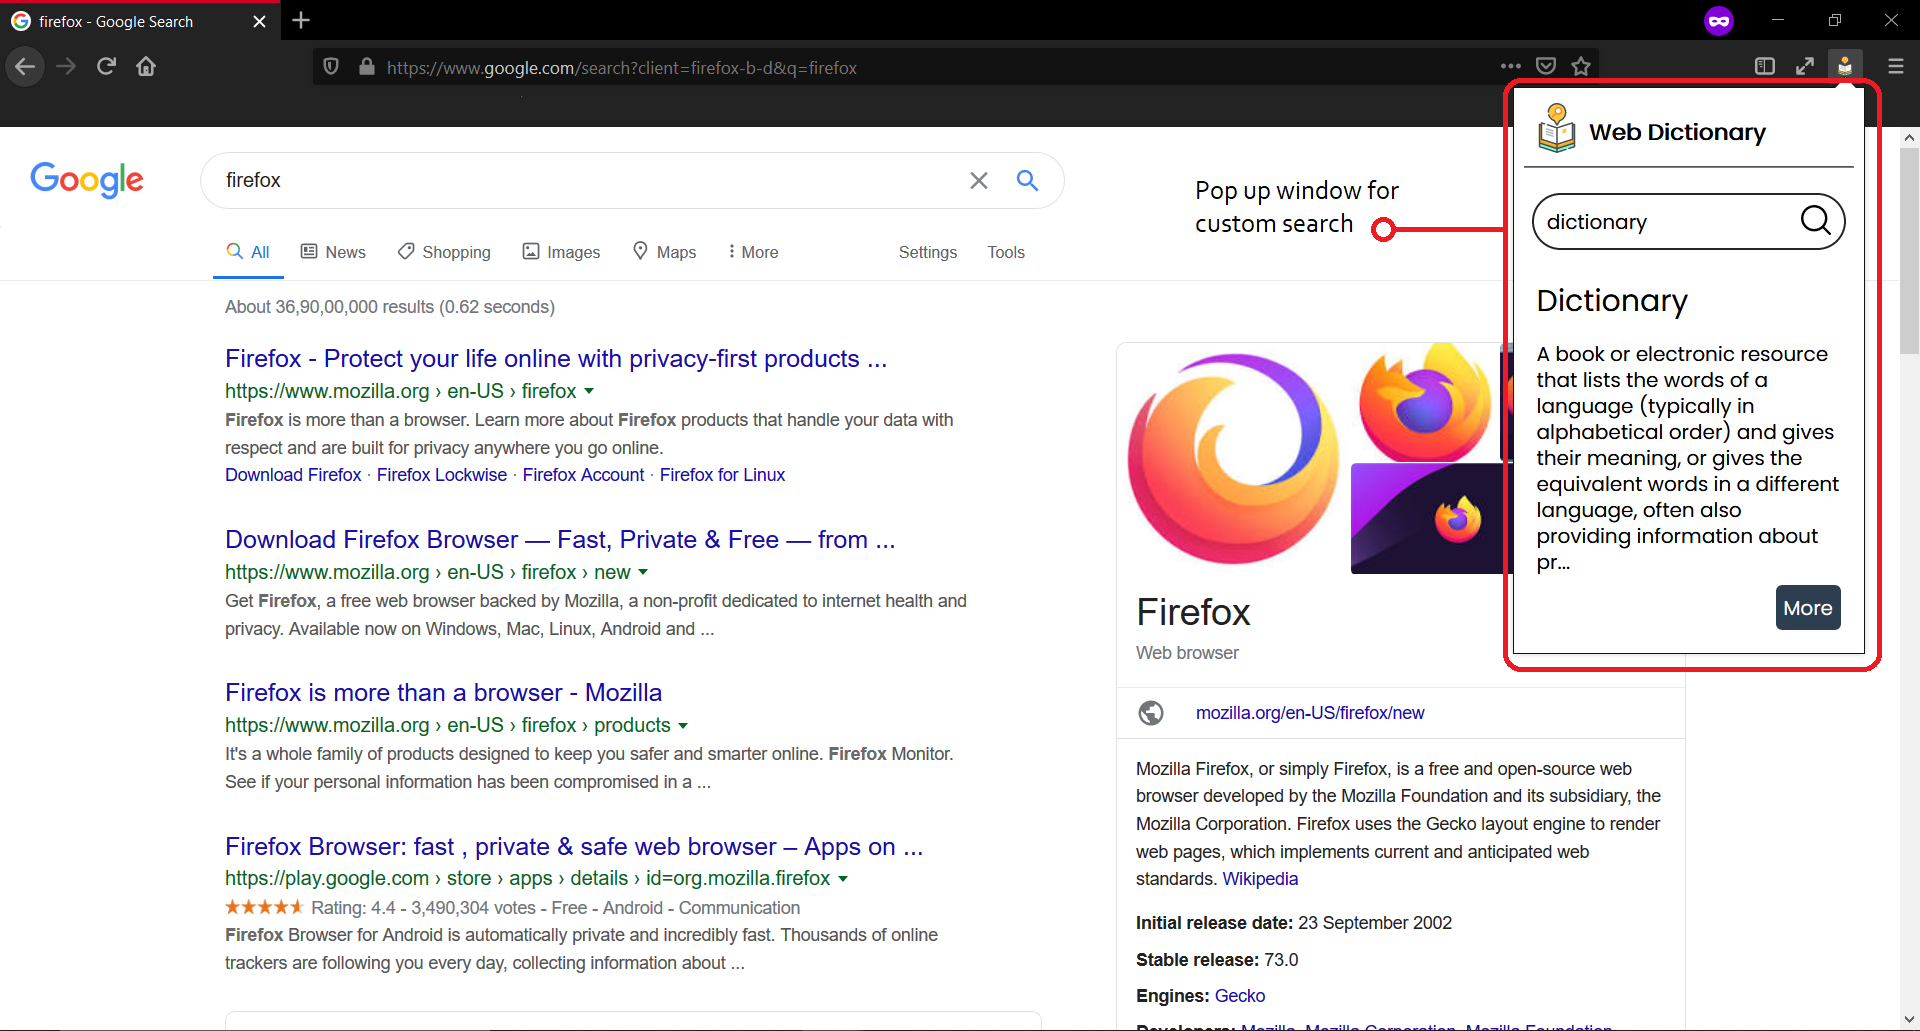 firefox - Google Search
https://www.google.com/search?client=firefox-b-d&q=firefox
Google
firefox
All
News
Shopping
Images
Maps
More
Settings
Tools
About 36,90,00,000 results (0.62 seconds)
Firefox - Protect your life online with privacy-first products ...
https://www.mozilla.org › en-US › firefox
Firefox is more than a browser. Learn more about Firefox products that handle your data with
respect and are built for privacy anywhere you go online.
Download Firefox · Firefox Lockwise · Firefox Account · Firefox for Linux
Download Firefox Browser — Fast, Private & Free — from ...
https://www.mozilla.org › en-US › firefox › new
Get Firefox, a free web browser backed by Mozilla, a non-profit dedicated to internet health and
privacy. Available now on Windows, Mac, Linux, Android and ...
Firefox is more than a browser - Mozilla
https://www.mozilla.org › en-US › firefox › products
It's a whole family of products designed to keep you safer and smarter online. Firefox Monitor.
See if your personal information has been compromised in a ...
Firefox Browser: fast , private & safe web browser – Apps on ...
https://play.google.com › store › apps › details › id=org.mozilla.firefox
Rating: 4.4 - 3,490,304 votes - Free - Android - Communication
Firefox Browser for Android is automatically private and incredibly fast. Thousands of online
trackers are following you every day, collecting information about ...
Pop up window for
custom search
Web Dictionary
dictionary
Dictionary
A book or electronic resource
that lists the words of a
language (typically in
alphabetical order) and gives
their meaning, or gives the
equivalent words in a different
language, often also
providing information about
pr...
More
Firefox
Web browser
mozilla.org/en-US/firefox/new
Mozilla Firefox, or simply Firefox, is a free and open-source web
browser developed by the Mozilla Foundation and its subsidiary, the
Mozilla Corporation. Firefox uses the Gecko layout engine to render
web pages, which implements current and anticipated web
standards. Wikipedia
Initial release date: 23 September 2002
Stable release: 73.0
Engines: Gecko
Developers: Mozilla, Mozilla Corporation, Mozilla Foundation